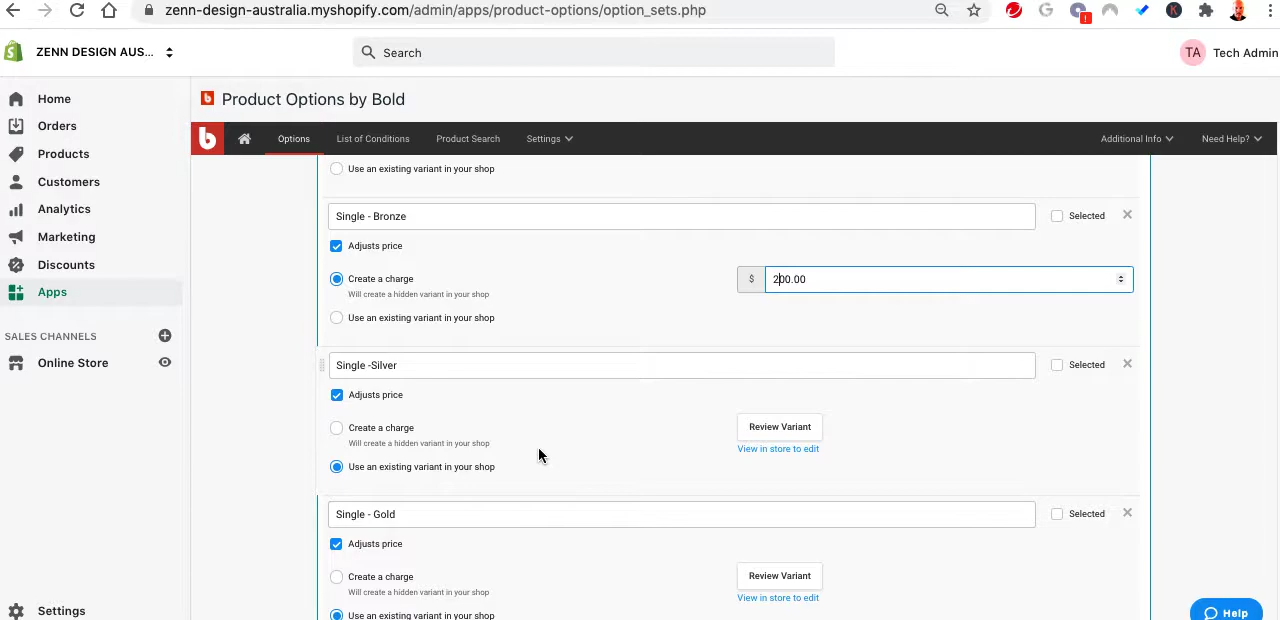 zenn-design-australia.myshopify.com/admin/apps/product-options/option_sets.php
ZENN DESIGN AUS...
Search
TA
Tech Admin
Home
Orders
Products
Customers
Analytics
Marketing
Discounts
Apps
SALES CHANNELS
Online Store
Settings
Product Options by Bold
b
Options
List of Conditions
Product Search
Settings
Additional Info
Need Help?
Use an existing variant in your shop
Single - Bronze
Selected
Adjusts price
Create a charge
$ 200.00
Will create a hidden variant in your shop
Use an existing variant in your shop
Single -Silver
Selected
Adjusts price
Create a charge
Review Variant
Will create a hidden variant in your shop
View in store to edit
Use an existing variant in your shop
Single - Gold
Selected
Adjusts price
Create a charge
Review Variant
Will create a hidden variant in your shop
View in store to edit
Use an existing variant in your shop
Help